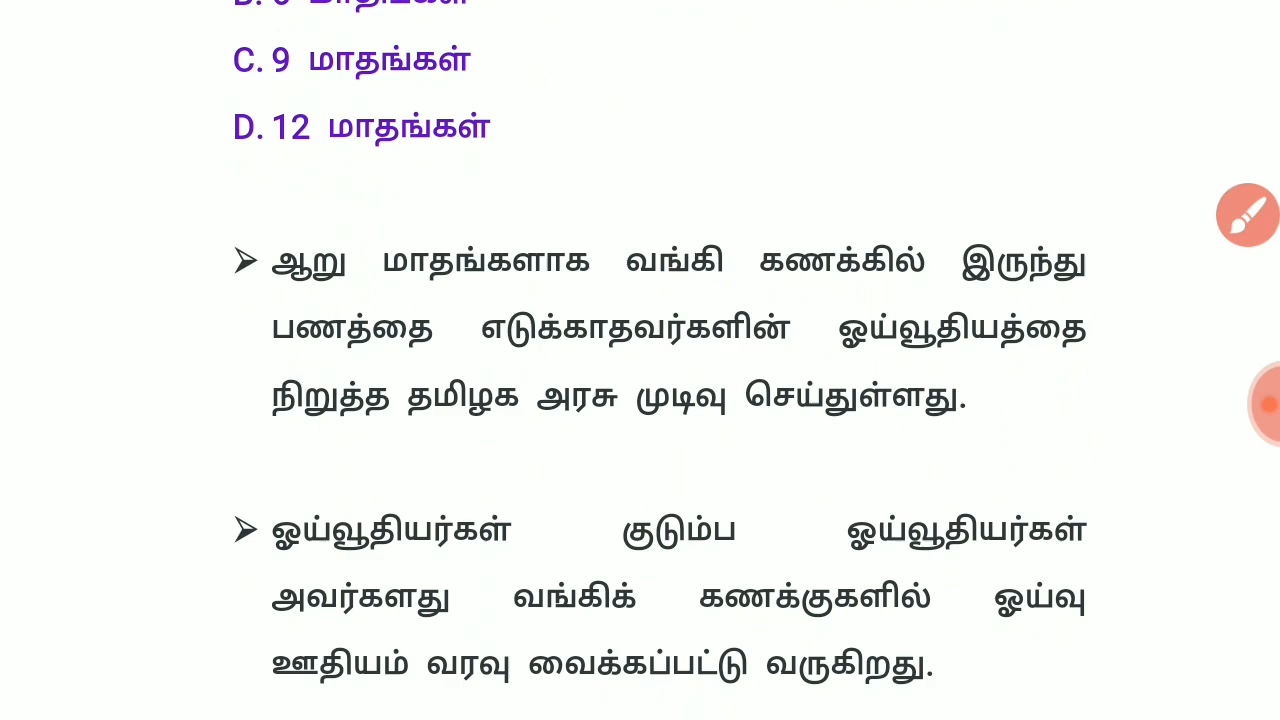 C. 9 மாதங்கள்
D. 12 மாதங்கள்
➢ ஆறு மாதங்களாக வங்கி கணக்கில் இருந்து
பணத்தை எடுக்காதவர்களின் ஓய்வூதியத்தை
நிறுத்த தமிழக அரசு முடிவு செய்துள்ளது.
➢ ஓய்வூதியர்கள் குடும்ப ஓய்வூதியர்கள்
அவர்களது வங்கிக் கணக்குகளில் ஓய்வு
ஊதியம் வரவு வைக்கப்பட்டு வருகிறது.